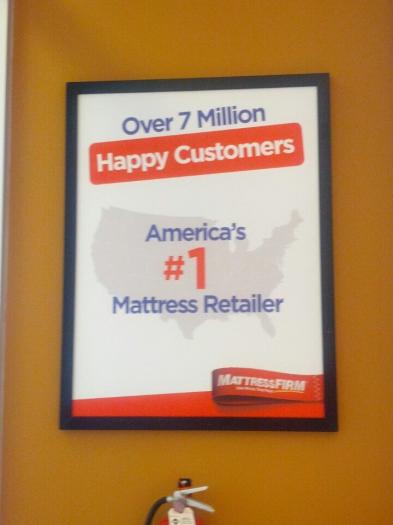 Over 7 Million
Happy Customers
America's
#1
Mattress Retailer
MATTRESSFIRM